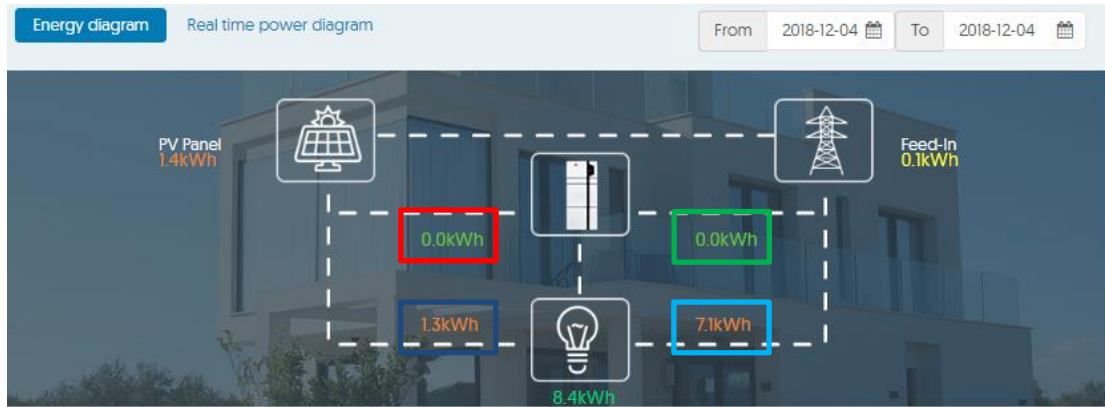 Energy diagram
Real time power diagram
From 2018-12-04 To 2018-12-04
PV Panel
1.4kWh
Feed-In
0.1kWh
0.0kWh
0.0kWh
1.3kWh
7.1kWh
8.4kWh